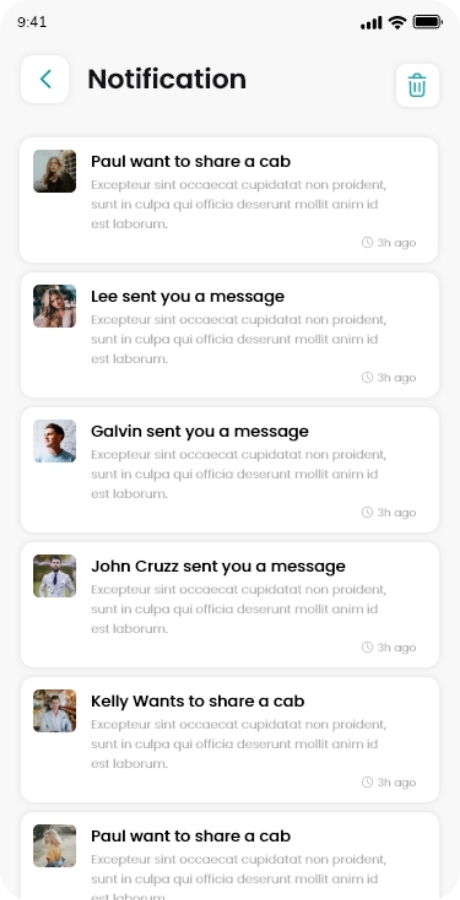 9:41
Notification
Paul want to share a cab
Excepteur sint occaecat cupidatat non proident,
sunt in culpa qui officia deserunt mollit anim id
est laborum.
3h ago
Lee sent you a message
Excepteur sint occaecat cupidatat non proident,
sunt in culpa qui officia deserunt mollit anim id
est laborum.
3h ago
Galvin sent you a message
Excepteur sint occaecat cupidatat non proident,
sunt in culpa qui officia deserunt mollit anim id
est laborum.
3h ago
John Cruzz sent you a message
Excepteur sint occaecat cupidatat non proident,
sunt in culpa qui officia deserunt mollit anim id
est laborum.
3h ago
Kelly Wants to share a cab
Excepteur sint occaecat cupidatat non proident,
sunt in culpa qui officia deserunt mollit anim id
est laborum.
3h ago
Paul want to share a cab
Excepteur sint occaecat cupidatat non proident,
sunt in culpa qui officia deserunt mollit anim id
est laborum.